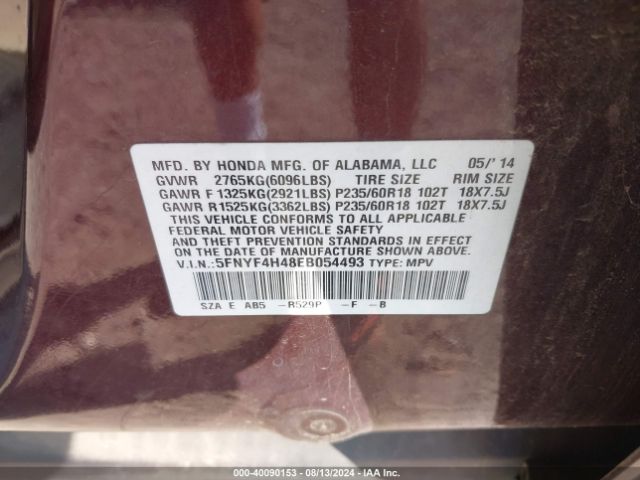 MFD. BY HONDA MFG. OF ALABAMA, LLC 05/'14
GVWR 2765KG(6096LBS) TIRE SIZE RIM SIZE
GAWR F 1325KG(2921LBS) P235/60R18 102T 18X7.5J
GAWR R 1525KG(3362LBS) P235/60R18 102T 18X7.5J
THIS VEHICLE CONFORMS TO ALL APPLICABLE
FEDERAL MOTOR VEHICLE SAFETY
AND THEFT PREVENTION STANDARDS IN EFFECT
ON THE DATE OF MANUFACTURE SHOWN ABOVE.
V.I.N.:5FNYF4H48EB054493 TYPE: MPV
SZA E AB5 -R529P -F -B
000-40090153 - 08/13/2024 - IAA Inc.